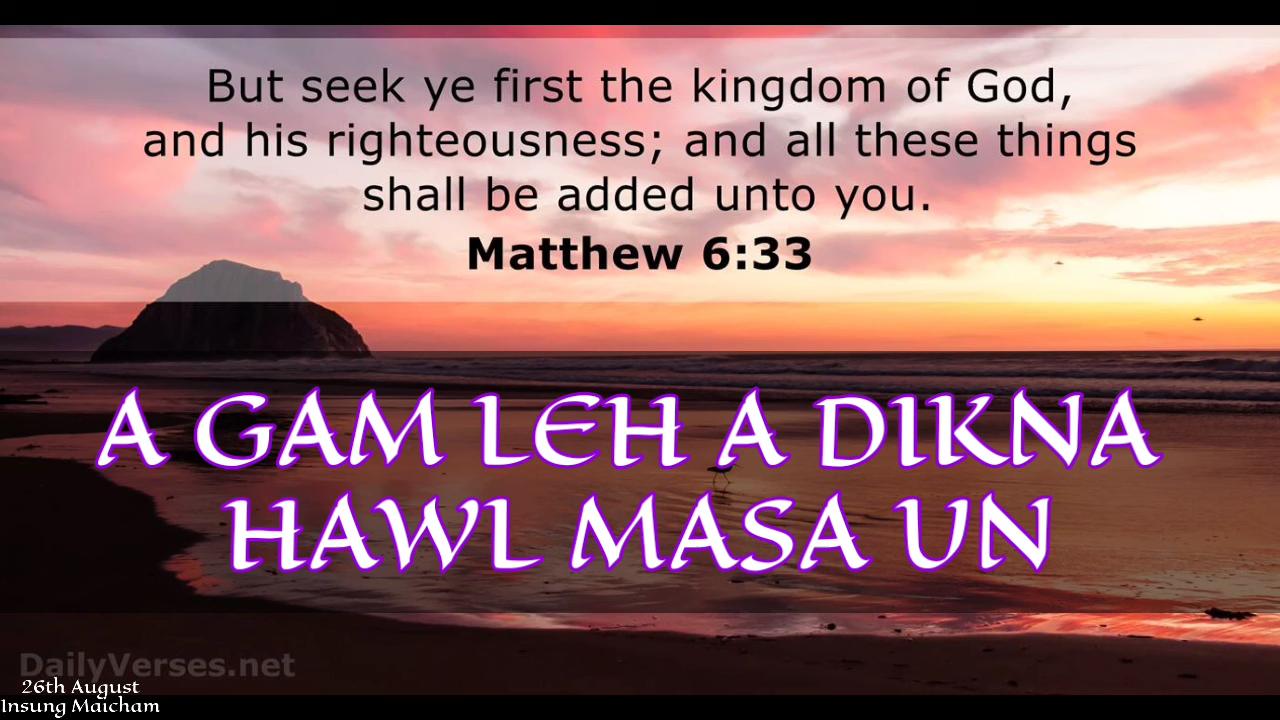 But seek ye first the kingdom of God,
and his righteousness; and all these things
shall be added unto you.
Matthew 6:33
A GAM LEH A DIKNA
HAWL MASA UN
DailyVerses.net
26th August
Insung Maicham